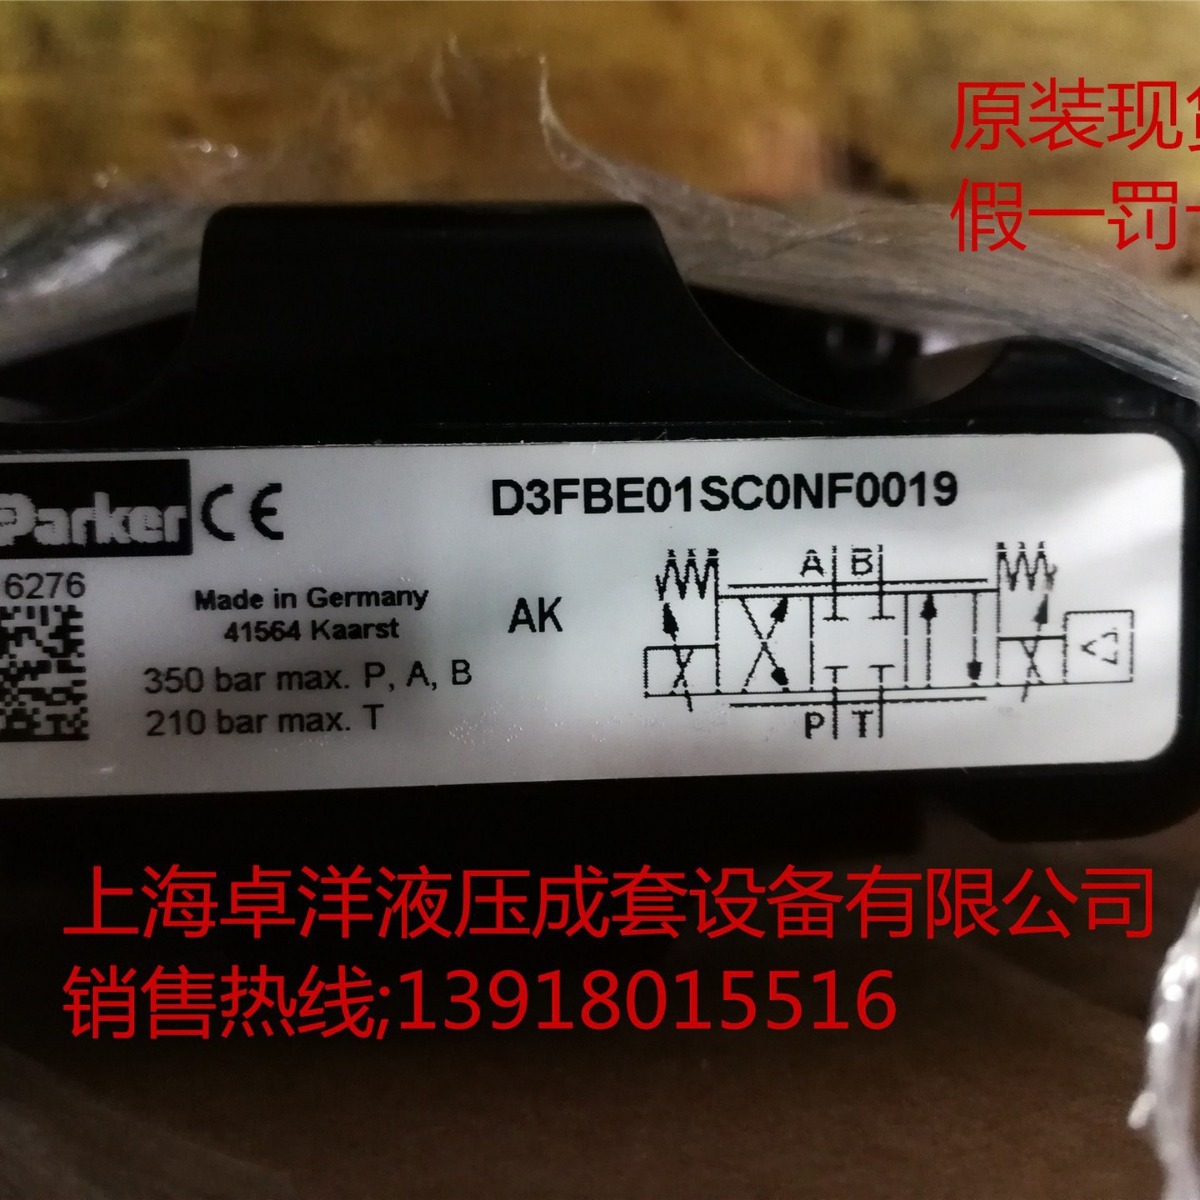 原装现货
假一罚
Parker CE
D3FBE01SC0NF0019
6276
Made in Germany
41564 Kaarst
AK
350 bar max. P, A, B
210 bar max. T
A B
P T
上海卓洋液压成套设备有限公司
销售热线;13918015516